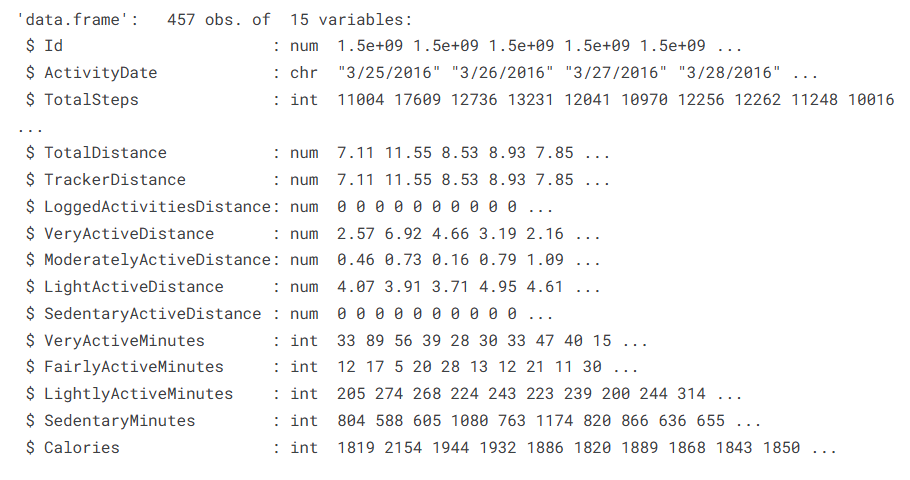 'data.frame':   457 obs. of  15 variables:
 $ Id                      : num  1.5e+09 1.5e+09 1.5e+09 1.5e+09 1.5e+09 ...
 $ ActivityDate            : chr  "3/25/2016" "3/26/2016" "3/27/2016" "3/28/2016" ...
 $ TotalSteps              : int  11004 17609 12736 13231 12041 10970 12256 12262 11248 10016
...
 $ TotalDistance           : num  7.11 11.55 8.53 8.93 7.85 ...
 $ TrackerDistance         : num  7.11 11.55 8.53 8.93 7.85 ...
 $ LoggedActivitiesDistance: num  0 0 0 0 0 0 0 0 0 0 ...
 $ VeryActiveDistance      : num  2.57 6.92 4.66 3.19 2.16 ...
 $ ModeratelyActiveDistance: num  0.46 0.73 0.16 0.79 1.09 ...
 $ LightActiveDistance     : num  4.07 3.91 3.71 4.95 4.61 ...
 $ SedentaryActiveDistance : num  0 0 0 0 0 0 0 0 0 0 ...
 $ VeryActiveMinutes       : int  33 89 56 39 28 30 33 47 40 15 ...
 $ FairlyActiveMinutes     : int  12 17 5 20 28 13 12 21 11 30 ...
 $ LightlyActiveMinutes    : int  205 274 268 224 243 223 239 200 244 314 ...
 $ SedentaryMinutes        : int  804 588 605 1080 763 1174 820 866 636 655 ...
 $ Calories                : int  1819 2154 1944 1932 1886 1820 1889 1868 1843 1850 ...